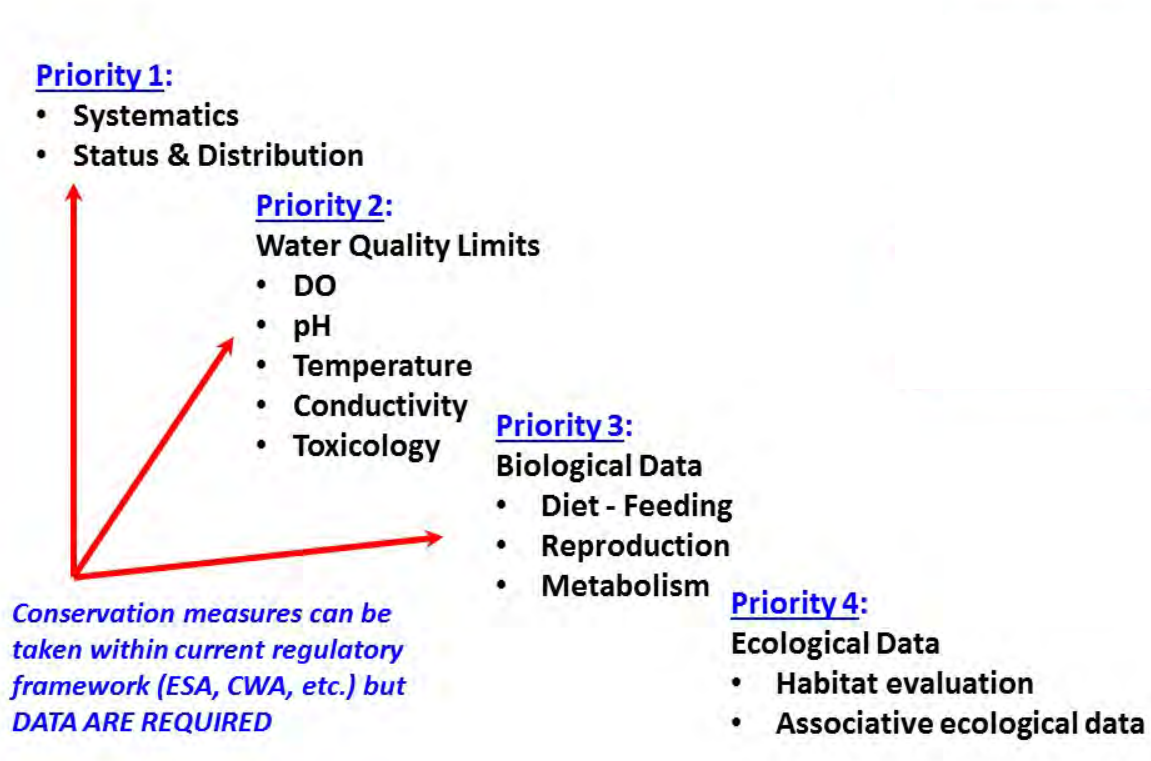 Priority 1:
• Systematics
• Status & Distribution
Priority 2:
Water Quality Limits
• DO
• pH
• Temperature
• Conductivity
• Toxicology
Priority 3:
Biological Data
• Diet - Feeding
• Reproduction
• Metabolism
Priority 4:
Ecological Data
• Habitat evaluation
• Associative ecological data
Conservation measures can be
taken within current regulatory
framework (ESA, CWA, etc.) but
DATA ARE REQUIRED